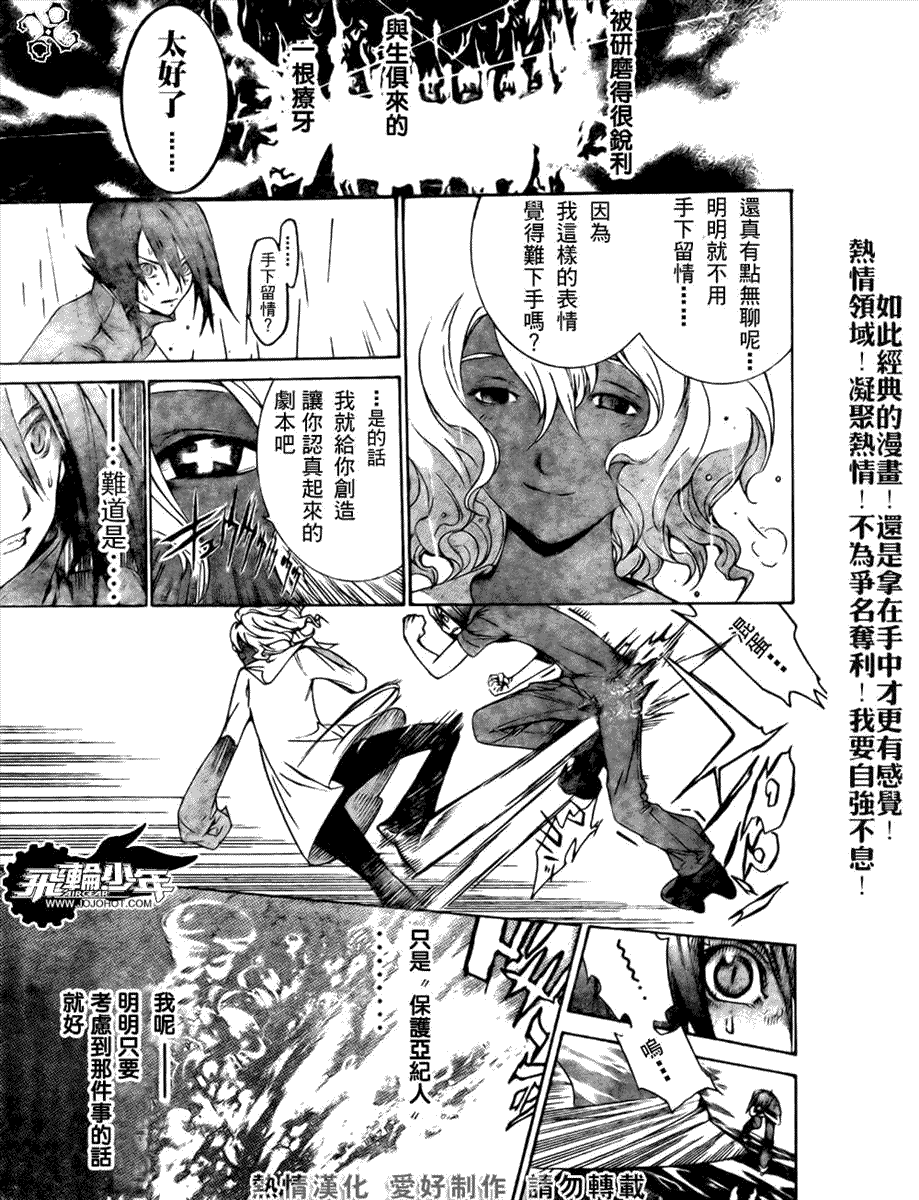 被研磨得很銳利
與生俱來的
一根療牙
太好了……
還真有點無聊呢…
明明就不用
手下留情……
因為
我這樣的表情
覺得難下手嗎？
……
手下留情？
…是的話
我就給你創造
讓你認真起來的
劇本吧
……難道是……
混蛋……
嗚…
只是〝保護亞紀人〞
………
我呢——
明明只要
考慮到那件事的話
就好
如此經典的漫畫！還是拿在手中才更有感覺！
熱情領域！凝聚熱情！不為爭名奪利！我要自強不息！
飛輪少年
AIR GEAR
WWW.JOJOHOT.COM
熱情漢化 愛好制作 請勿轉載